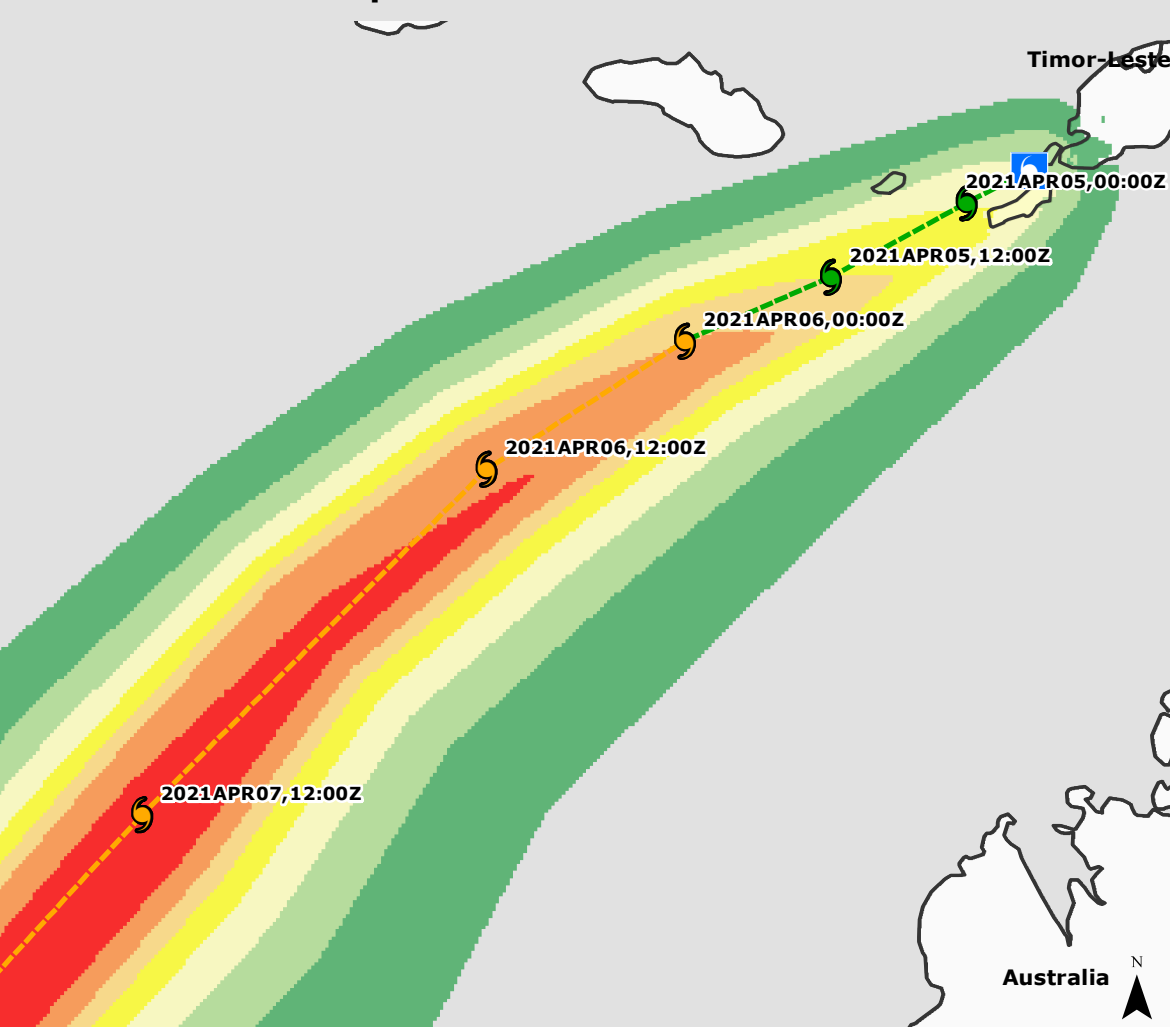 Timor-Leste
2021APR05,00:00Z
2021APR05,12:00Z
2021APR06,00:00Z
2021APR06,12:00Z
2021APR07,12:00Z
N
Australia